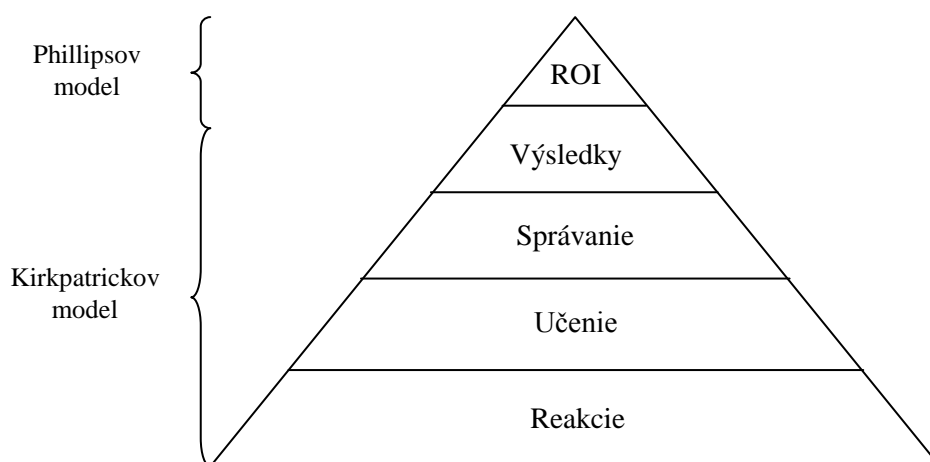 Phillipsov
model
ROI
Výsledky
Správanie
Kirkpatrickov
model
Učenie
Reakcie